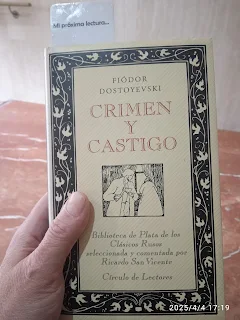 Mi próxima lectura...
FIÓDOR
DOSTOYEVSKI
CRIMEN
Y
CASTIGO
Biblioteca de Plata de los
Clásicos Rusos
seleccionada y comentada por
Ricardo San Vicente
Círculo de Lectores
2025/4/4 17:19